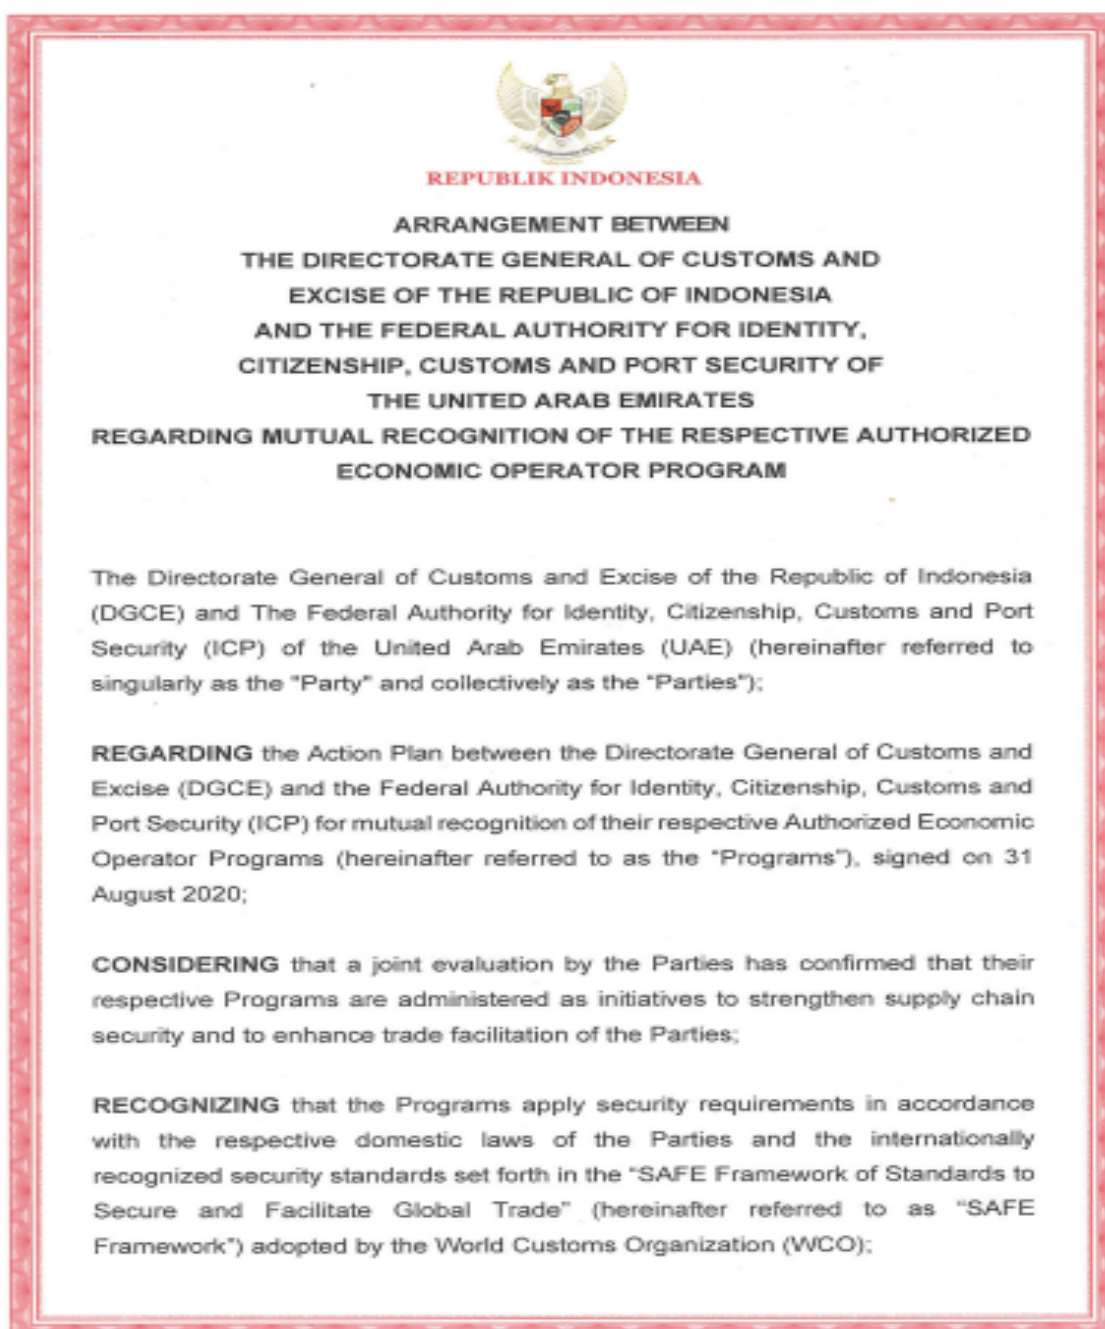 REPUBLIK INDONESIA
ARRANGEMENT BETWEEN
THE DIRECTORATE GENERAL OF CUSTOMS AND
EXCISE OF THE REPUBLIC OF INDONESIA
AND THE FEDERAL AUTHORITY FOR IDENTITY,
CITIZENSHIP, CUSTOMS AND PORT SECURITY OF
THE UNITED ARAB EMIRATES
REGARDING MUTUAL RECOGNITION OF THE RESPECTIVE AUTHORIZED
ECONOMIC OPERATOR PROGRAM
The Directorate General of Customs and Excise of the Republic of Indonesia
(DGCE) and The Federal Authority for Identity, Citizenship, Customs and Port
Security (ICP) of the United Arab Emirates (UAE) (hereinafter referred to
singularly as the "Party" and collectively as the "Parties");
REGARDING the Action Plan between the Directorate General of Customs and
Excise (DGCE) and the Federal Authority for Identity, Citizenship, Customs and
Port Security (ICP) for mutual recognition of their respective Authorized Economic
Operator Programs (hereinafter referred to as the "Programs"), signed on 31
August 2020;
CONSIDERING that a joint evaluation by the Parties has confirmed that their
respective Programs are administered as initiatives to strengthen supply chain
security and to enhance trade facilitation of the Parties;
RECOGNIZING that the Programs apply security requirements in accordance
with the respective domestic laws of the Parties and the internationally
recognized security standards set forth in the "SAFE Framework of Standards to
Secure and Facilitate Global Trade" (hereinafter referred to as "SAFE
Framework") adopted by the World Customs Organization (WCO);